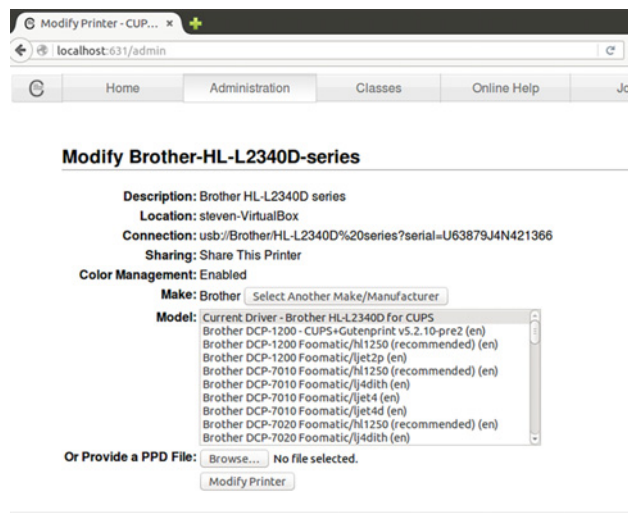 Modify Printer - CUP... ×
localhost:631/admin
Home Administration Classes Online Help Jo
Modify Brother-HL-L2340D-series
Description: Brother HL-L2340D series
Location: steven-VirtualBox
Connection: usb://Brother/HL-L2340D%20series?serial=U63879J4N421366
Sharing: Share This Printer
Color Management: Enabled
Make: Brother Select Another Make/Manufacturer
Model: Current Driver - Brother HL-L2340D for CUPS
Brother DCP-1200 - CUPS+Gutenprint v5.2.10-pre2 (en)
Brother DCP-1200 Foomatic/hl1250 (recommended) (en)
Brother DCP-1200 Foomatic/ljet2p (en)
Brother DCP-7010 Foomatic/hl1250 (recommended) (en)
Brother DCP-7010 Foomatic/lj4dith (en)
Brother DCP-7010 Foomatic/ljet4 (en)
Brother DCP-7010 Foomatic/ljet4d (en)
Brother DCP-7020 Foomatic/hl1250 (recommended) (en)
Brother DCP-7020 Foomatic/lj4dith (en)
Or Provide a PPD File: Browse... No file selected.
Modify Printer